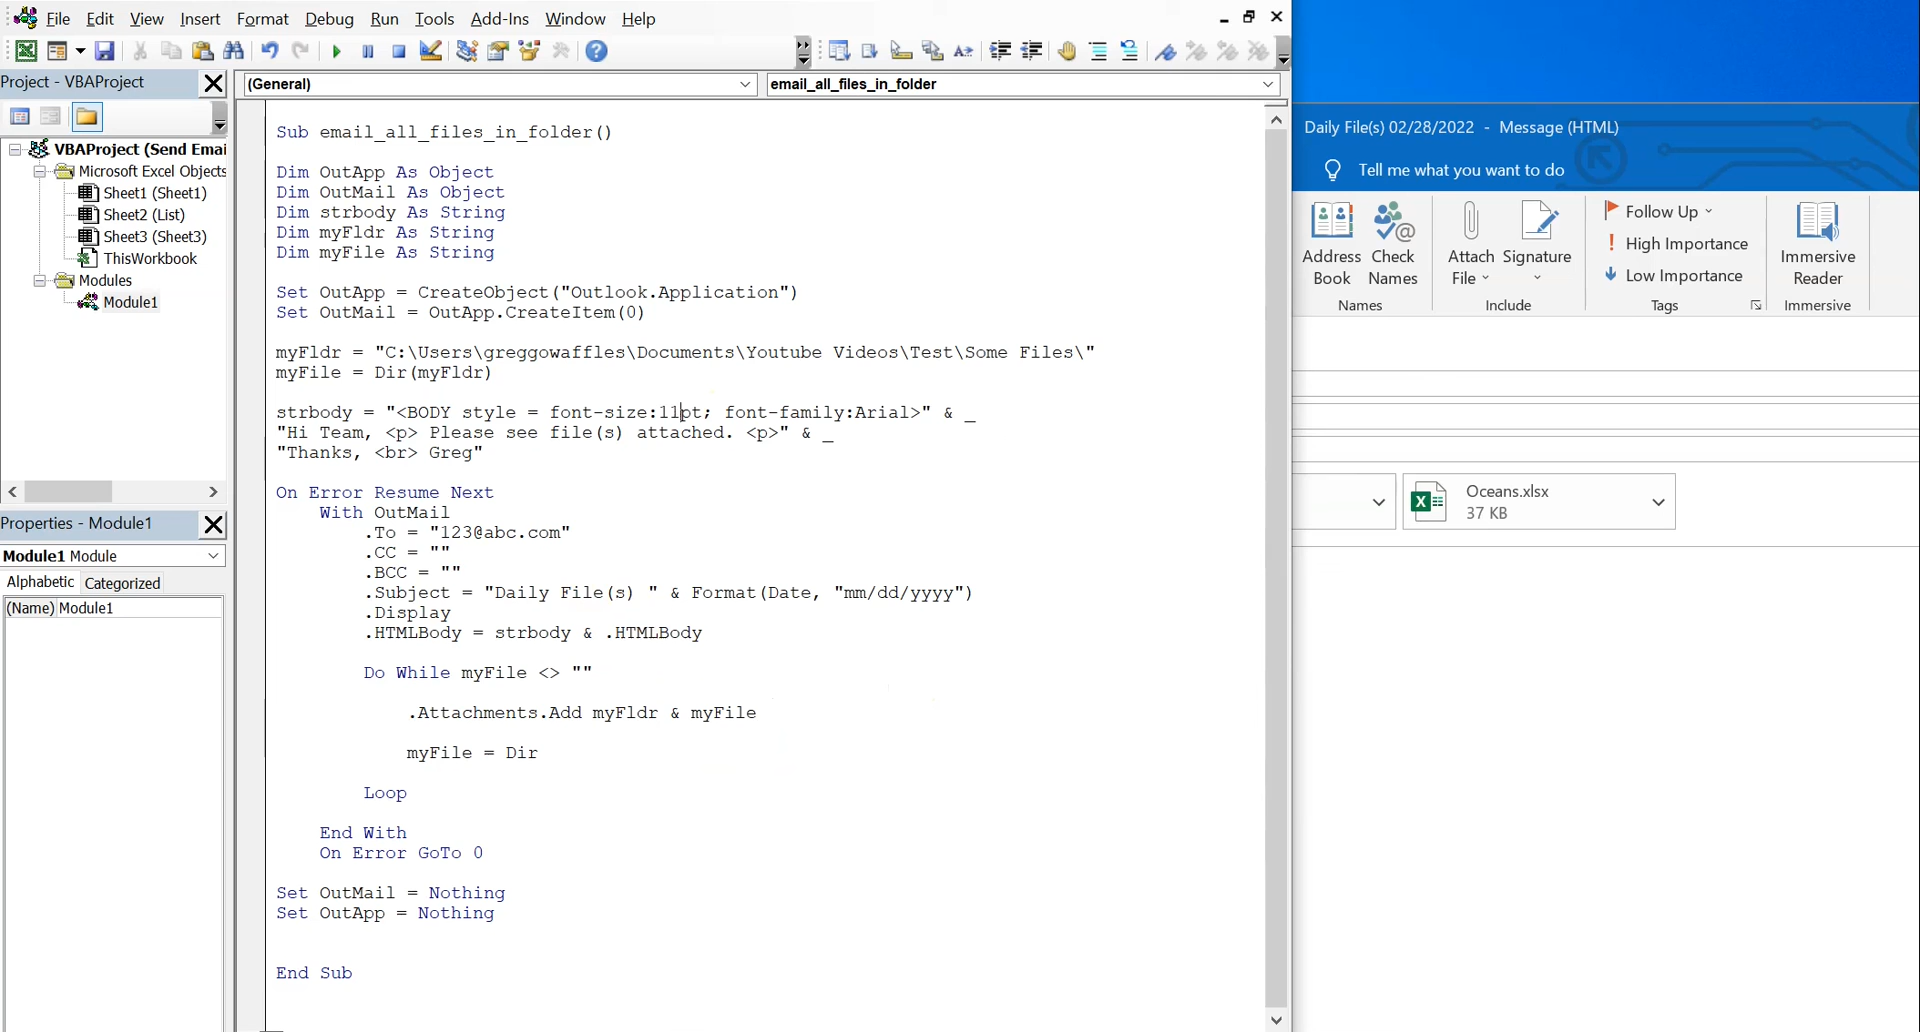 File Edit View Insert Format Debug Run Tools Add-Ins Window Help
Project - VBAProject
(General)
email_all_files_in_folder
VBAProject (Send Emai
Microsoft Excel Objects
Sheet1 (Sheet1)
Sheet2 (List)
Sheet3 (Sheet3)
ThisWorkbook
Modules
Module1
Properties - Module1
Module1 Module
Alphabetic Categorized
(Name) Module1
Sub email_all_files_in_folder()
Dim OutApp As Object
Dim OutMail As Object
Dim strbody As String
Dim myFldr As String
Dim myFile As String
Set OutApp = CreateObject("Outlook.Application")
Set OutMail = OutApp.CreateItem(0)
myFldr = "C:\Users\greggowaffles\Documents\Youtube Videos\Test\Some Files\"
myFile = Dir(myFldr)
strbody = "<BODY style = font-size:11pt; font-family:Arial>" & _
"Hi Team, <p> Please see file(s) attached. <p>" & _
"Thanks, <br> Greg"
On Error Resume Next
With OutMail
.To = "123@abc.com"
.CC = ""
.BCC = ""
.Subject = "Daily File(s) " & Format(Date, "mm/dd/yyyy")
.Display
.HTMLBody = strbody & .HTMLBody
Do While myFile <> ""
.Attachments.Add myFldr & myFile
myFile = Dir
Loop
End With
On Error GoTo 0
Set OutMail = Nothing
Set OutApp = Nothing
End Sub
Daily File(s) 02/28/2022 - Message (HTML)
Tell me what you want to do
Address Book
Check Names
Names
Attach File
Signature
Include
Follow Up
High Importance
Low Importance
Tags
Immersive Reader
Immersive
Oceans.xlsx
37 KB